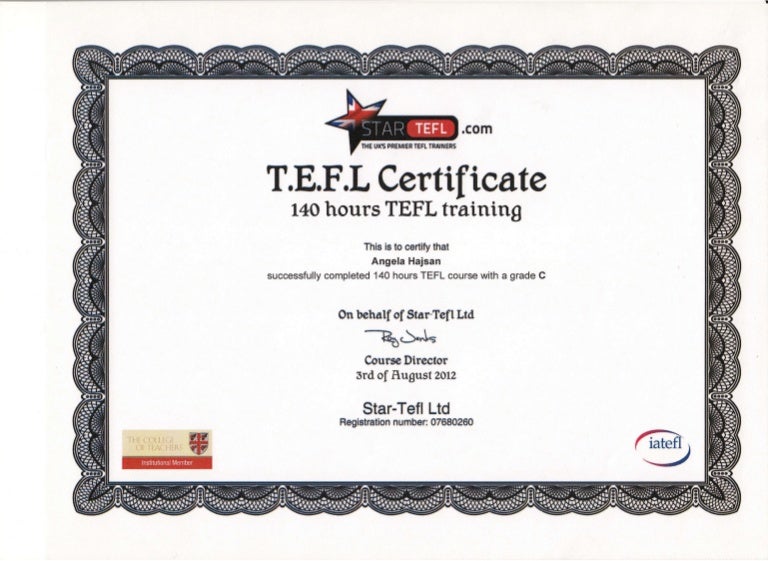 STAR TEFL .com
THE UK'S PREMIER TEFL TRAINERS
T.E.F.L Certificate
140 hours TEFL training
This is to certify that
Angela Hajsan
successfully completed 140 hours TEFL course with a grade C
On behalf of Star-Tefl Ltd
Course Director
3rd of August 2012
Star-Tefl Ltd
Registration number: 07680260
THE COLLEGE
OF TEACHERS
Institutional Member
iatefl